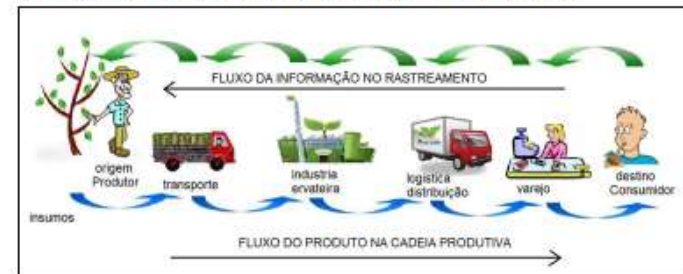 FLUXO DA INFORMAÇÃO NO RASTREAMENTO
origem
Produtor
transporte
industria
ervateira
logística
distribuição
varejo
destino
Consumidor
insumos
FLUXO DO PRODUTO NA CADEIA PRODUTIVA